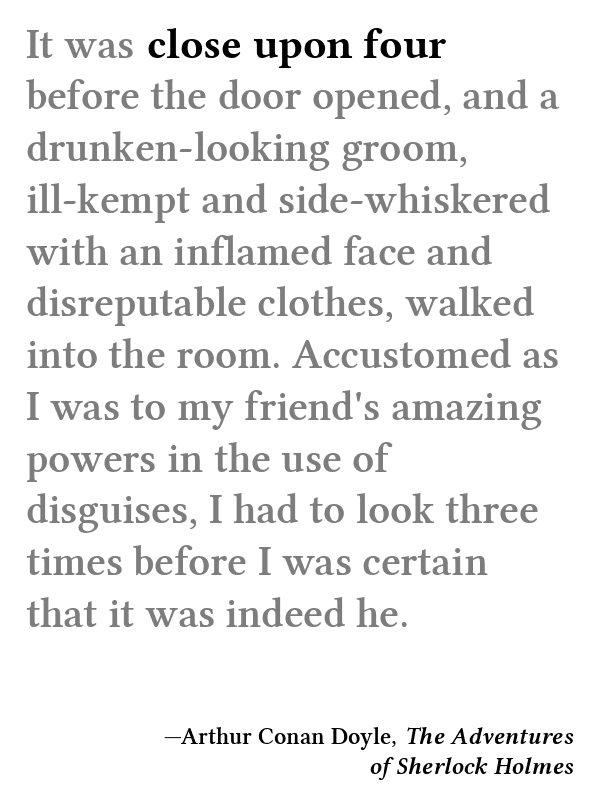 It was close upon four
before the door opened, and a
drunken-looking groom,
ill-kempt and side-whiskered
with an inflamed face and
disreputable clothes, walked
into the room. Accustomed as
I was to my friend's amazing
powers in the use of
disguises, I had to look three
times before I was certain
that it was indeed he.
—Arthur Conan Doyle, The Adventures
of Sherlock Holmes